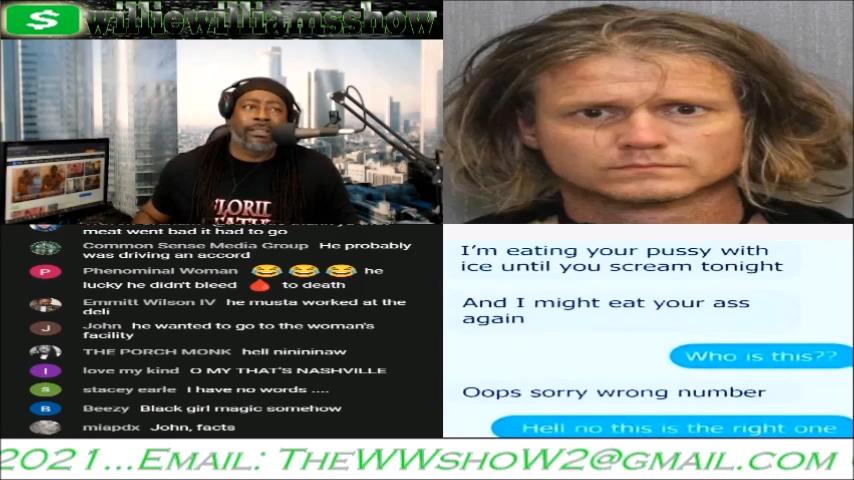 $ williewilliamsshow
FLORIDA
meat went bad it had to go
Common Sense Media Group He probably
was driving an accord
Phenominal Woman 😂 😂 😂 he
lucky he didn't bleed 🩸 to death
Emmitt Wilson IV he musta worked at the
deli
John he wanted to go to the woman's
facility
THE PORCH MONK hell ninininaw
love my kind O MY THAT'S NASHVILLE
stacey earle I have no words ....
Beezy Black girl magic somehow
miapdx John, facts
I'm eating your pussy with
ice until you scream tonight
And I might eat your ass
again
Who is this??
Oops sorry wrong number
Hell no this is the right one
2021...Email: TheWWshoW2@gmail.com